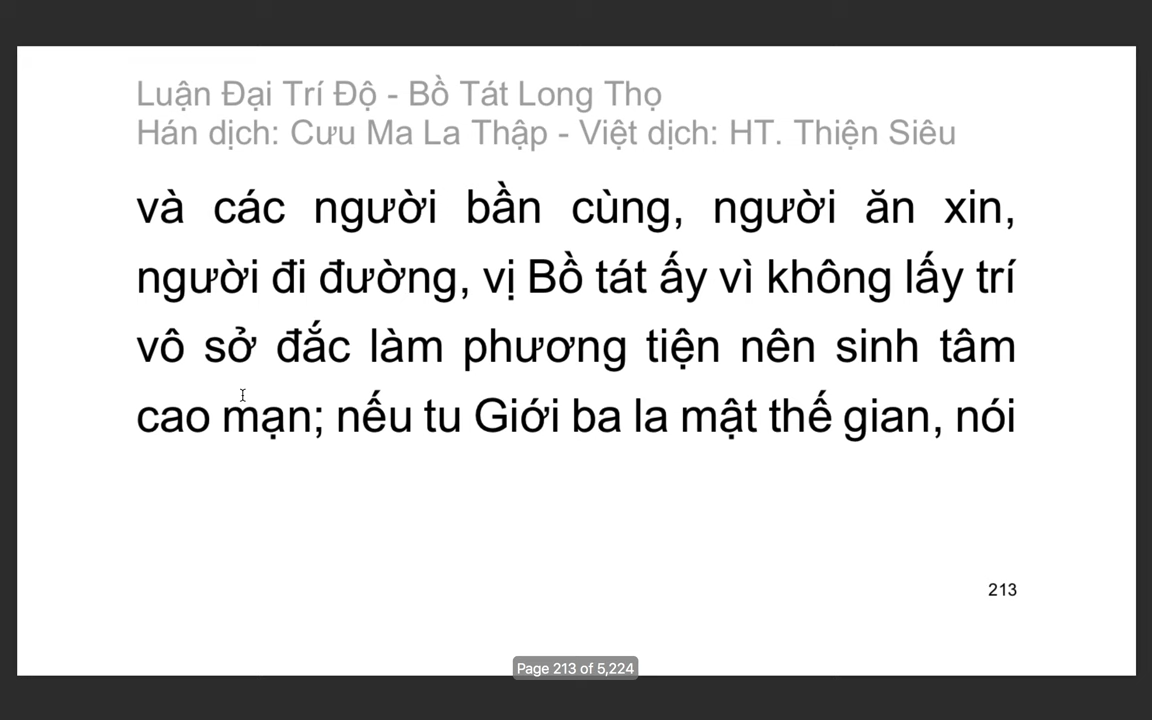 Luận Đại Trí Độ - Bồ Tát Long Thọ
Hán dịch: Cưu Ma La Thập - Việt dịch: HT. Thiện Siêu
và các người bần cùng, người ăn xin,
người đi đường, vị Bồ tát ấy vì không lấy trí
vô sở đắc làm phương tiện nên sinh tâm
cao mạn; nếu tu Giới ba la mật thế gian, nói
213
Page 213 of 5,224